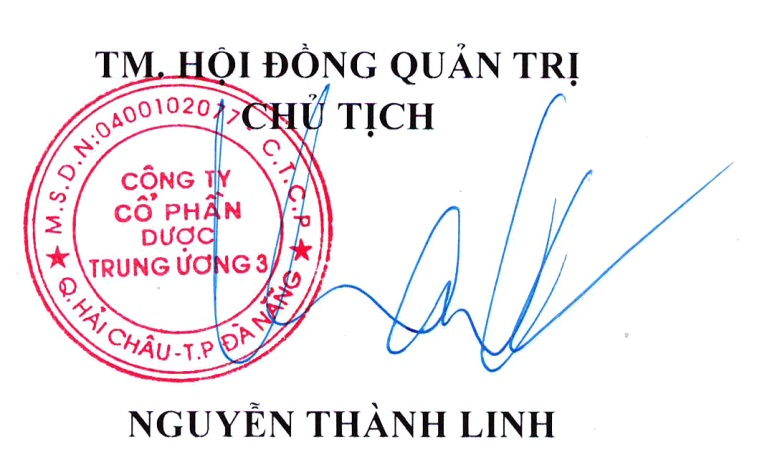 TM. HỘI ĐỒNG QUẢN TRỊ
CHỦ TỊCH
M.S.D.N:0400102077 - C.T.C.P
CÔNG TY
CỔ PHẦN
DƯỢC
TRUNG ƯƠNG 3
Q. HẢI CHÂU-T.P ĐÀ NẴNG
NGUYỄN THÀNH LINH